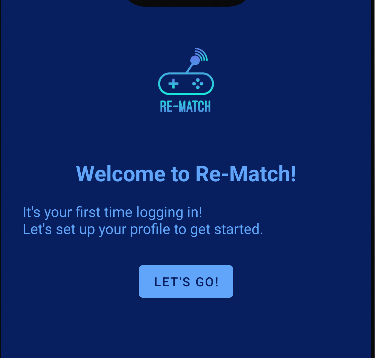 RE-MATCH
Welcome to Re-Match!
It's your first time logging in!
Let's set up your profile to get started.
LET'S GO!